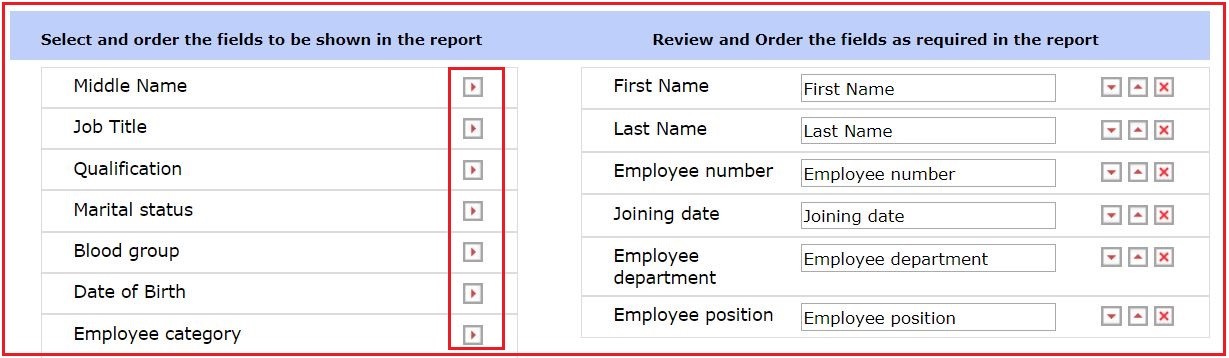 Select and order the fields to be shown in the report
Middle Name
Job Title
Qualification
Marital status
Blood group
Date of Birth
Employee category
Review and Order the fields as required in the report
First Name First Name
Last Name Last Name
Employee number Employee number
Joining date Joining date
Employee
department Employee department
Employee position Employee position